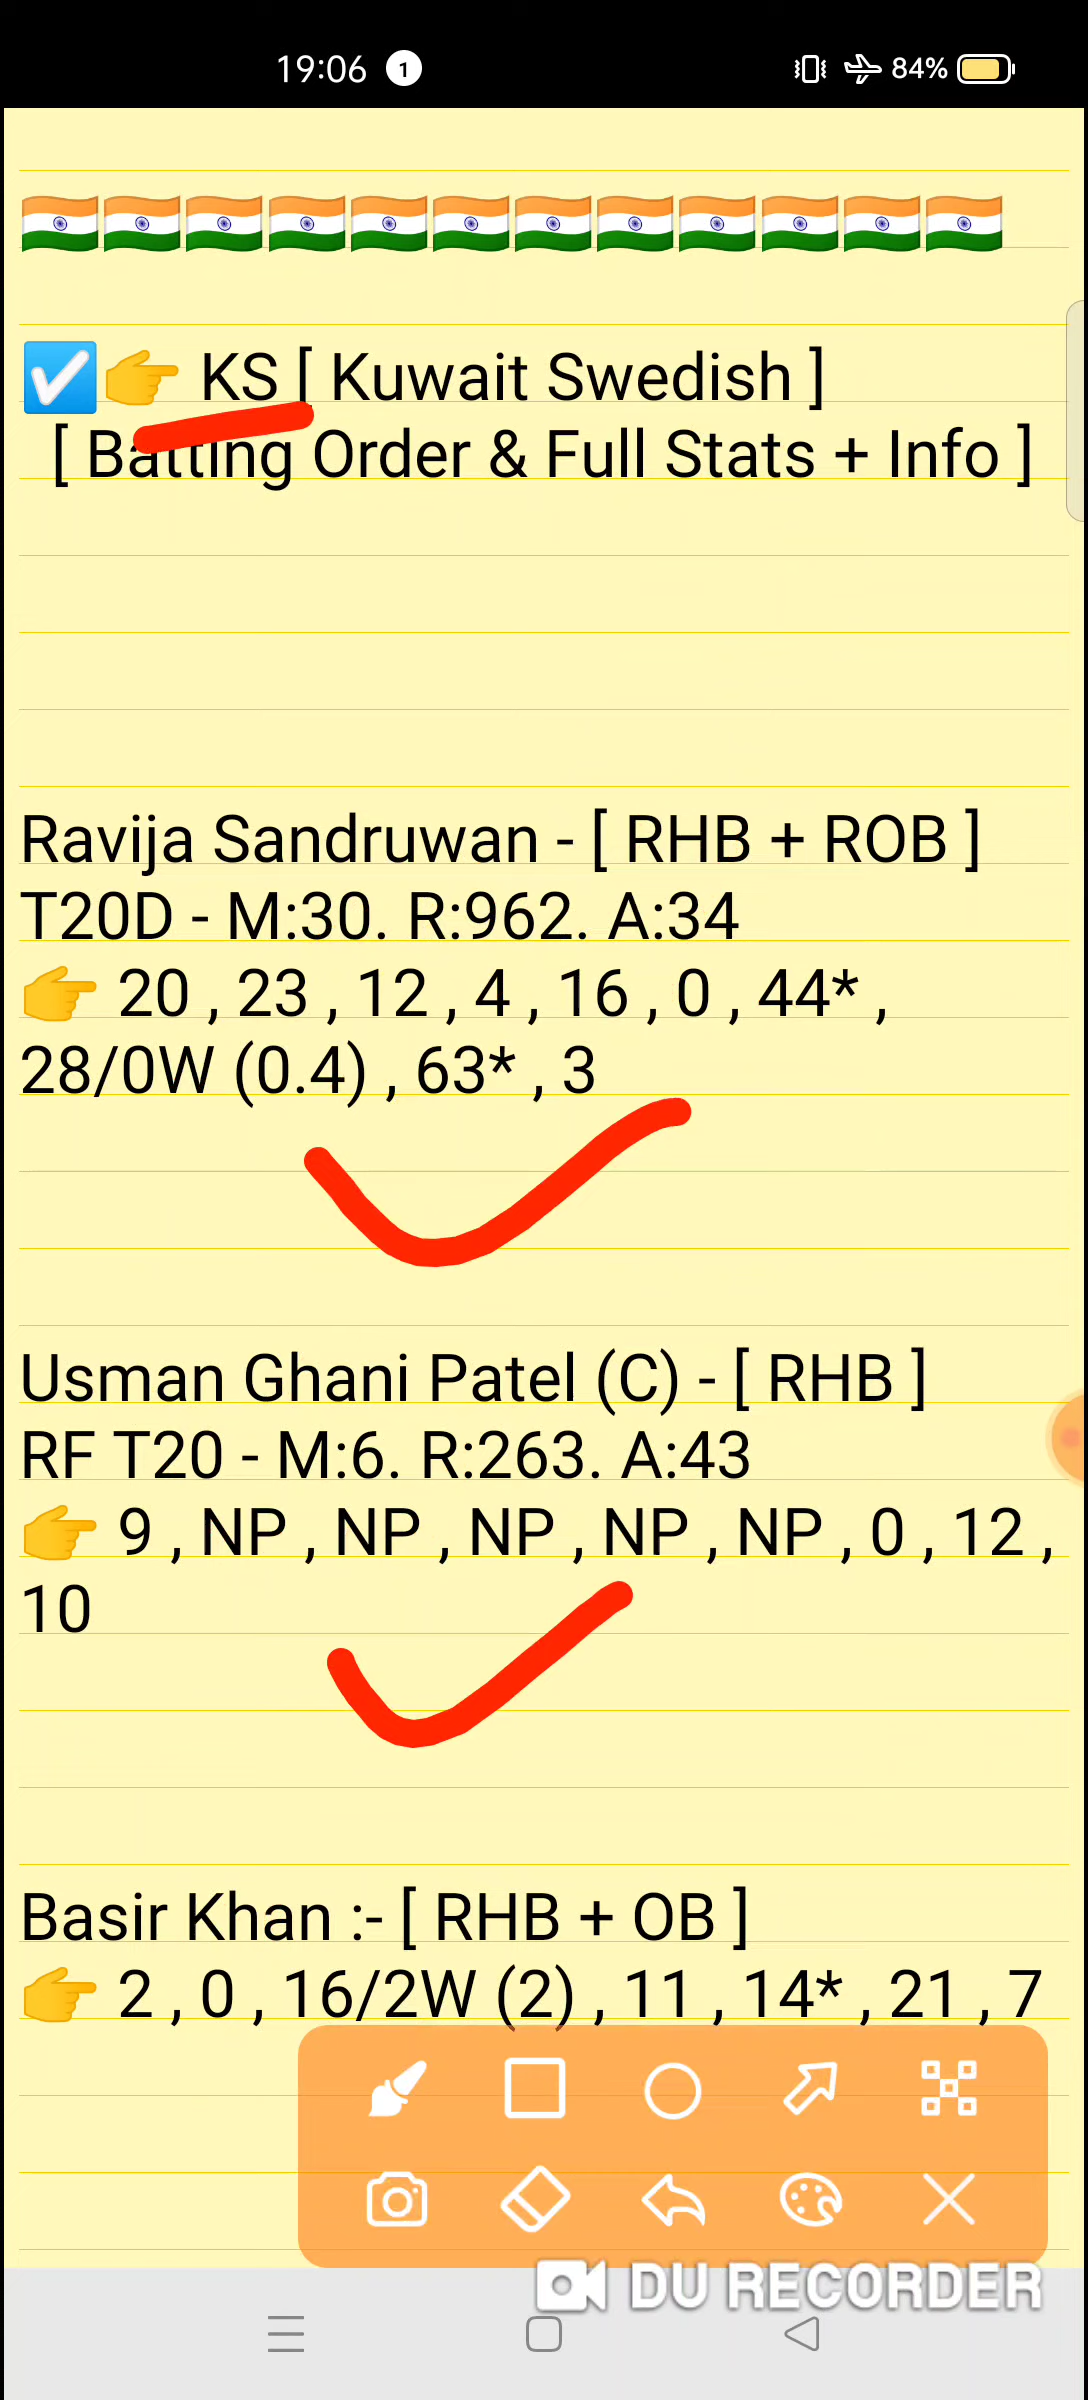 19:06 1 84%
🇮🇳🇮🇳🇮🇳🇮🇳🇮🇳🇮🇳🇮🇳🇮🇳🇮🇳🇮🇳🇮🇳🇮🇳
☑️👉 KS [ Kuwait Swedish ]
[ Batting Order & Full Stats + Info ]
Ravija Sandruwan - [ RHB + ROB ]
T20D - M:30. R:962. A:34
👉 20 , 23 , 12 , 4 , 16 , 0 , 44* ,
28/0W (0.4) , 63* , 3
Usman Ghani Patel (C) - [ RHB ]
RF T20 - M:6. R:263. A:43
👉 9 , NP , NP , NP , NP , NP , 0 , 12 ,
10
Basir Khan :- [ RHB + OB ]
👉 2 , 0 , 16/2W (2) , 11 , 14* , 21 , 7
DU RECORDER